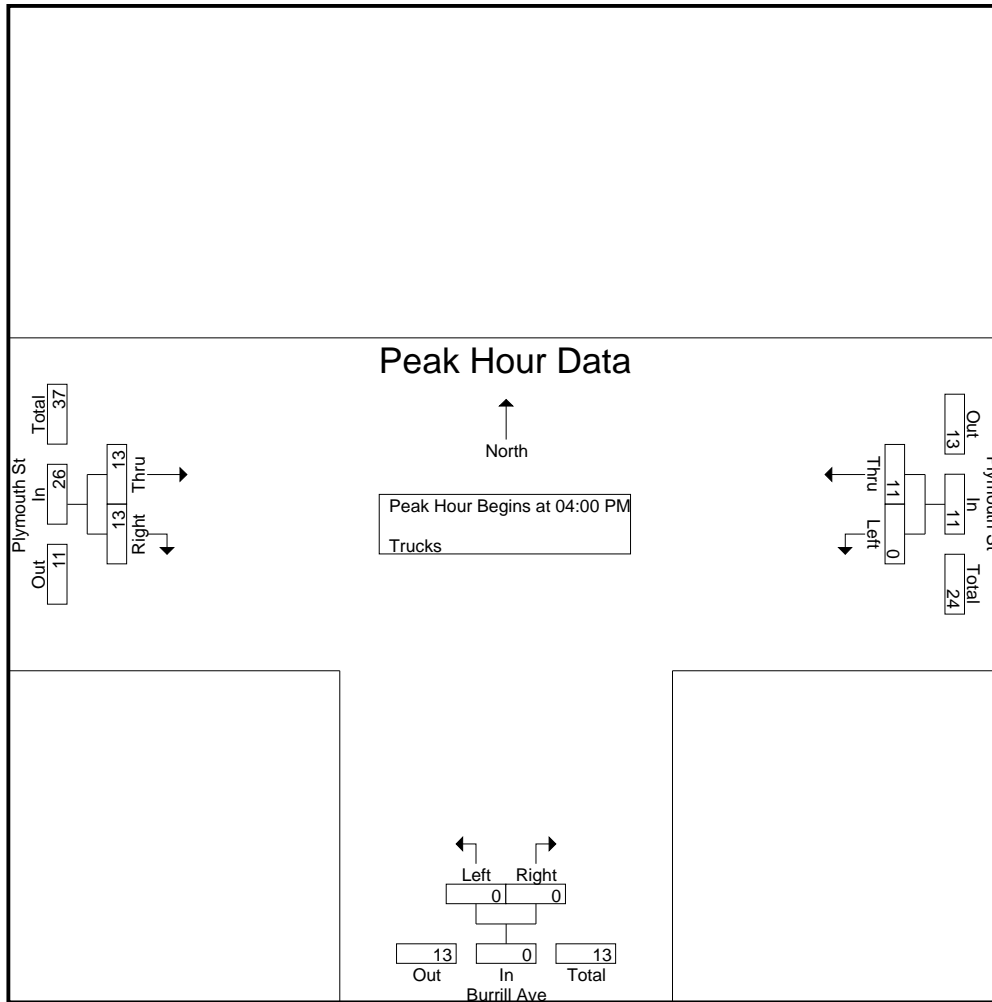 Peak Hour Data
North
Peak Hour Begins at 04:00 PM
Trucks
Plymouth St
Total
37
In
26
Out
11
13
Thru
13
Right
Thru
11
Left
0
Out
13
In
11
Total
24
Plymouth St
Left
Right
0
0
13
0
13
Out
In
Total
Burrill Ave